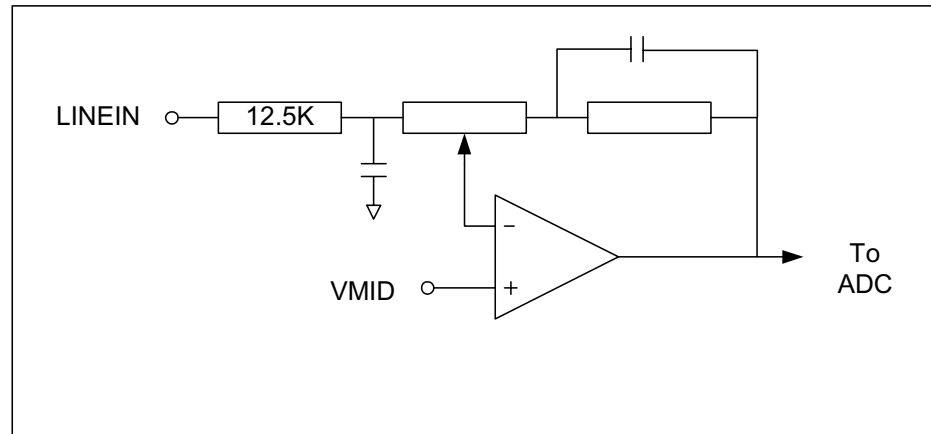 LINEIN
12.5K
−
+
VMID
To
ADC